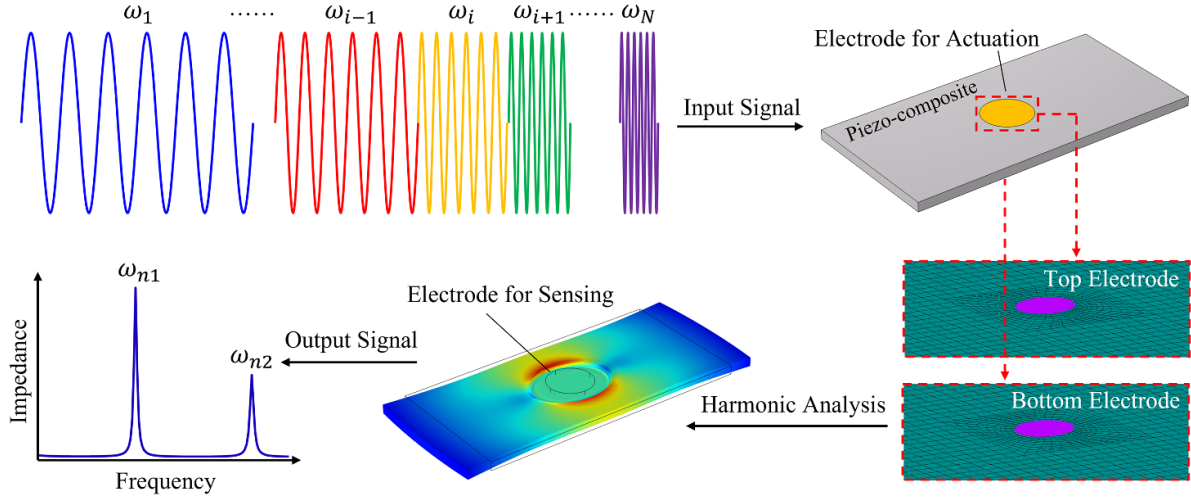 ω₁ ······ ωᵢ₋₁ ωᵢ ωᵢ₊₁ ······ ω_N
Electrode for Actuation
Piezo-composite
Input Signal
Top Electrode
Bottom Electrode
Harmonic Analysis
Electrode for Sensing
Output Signal
ωₙ₁
ωₙ₂
Impedance
Frequency